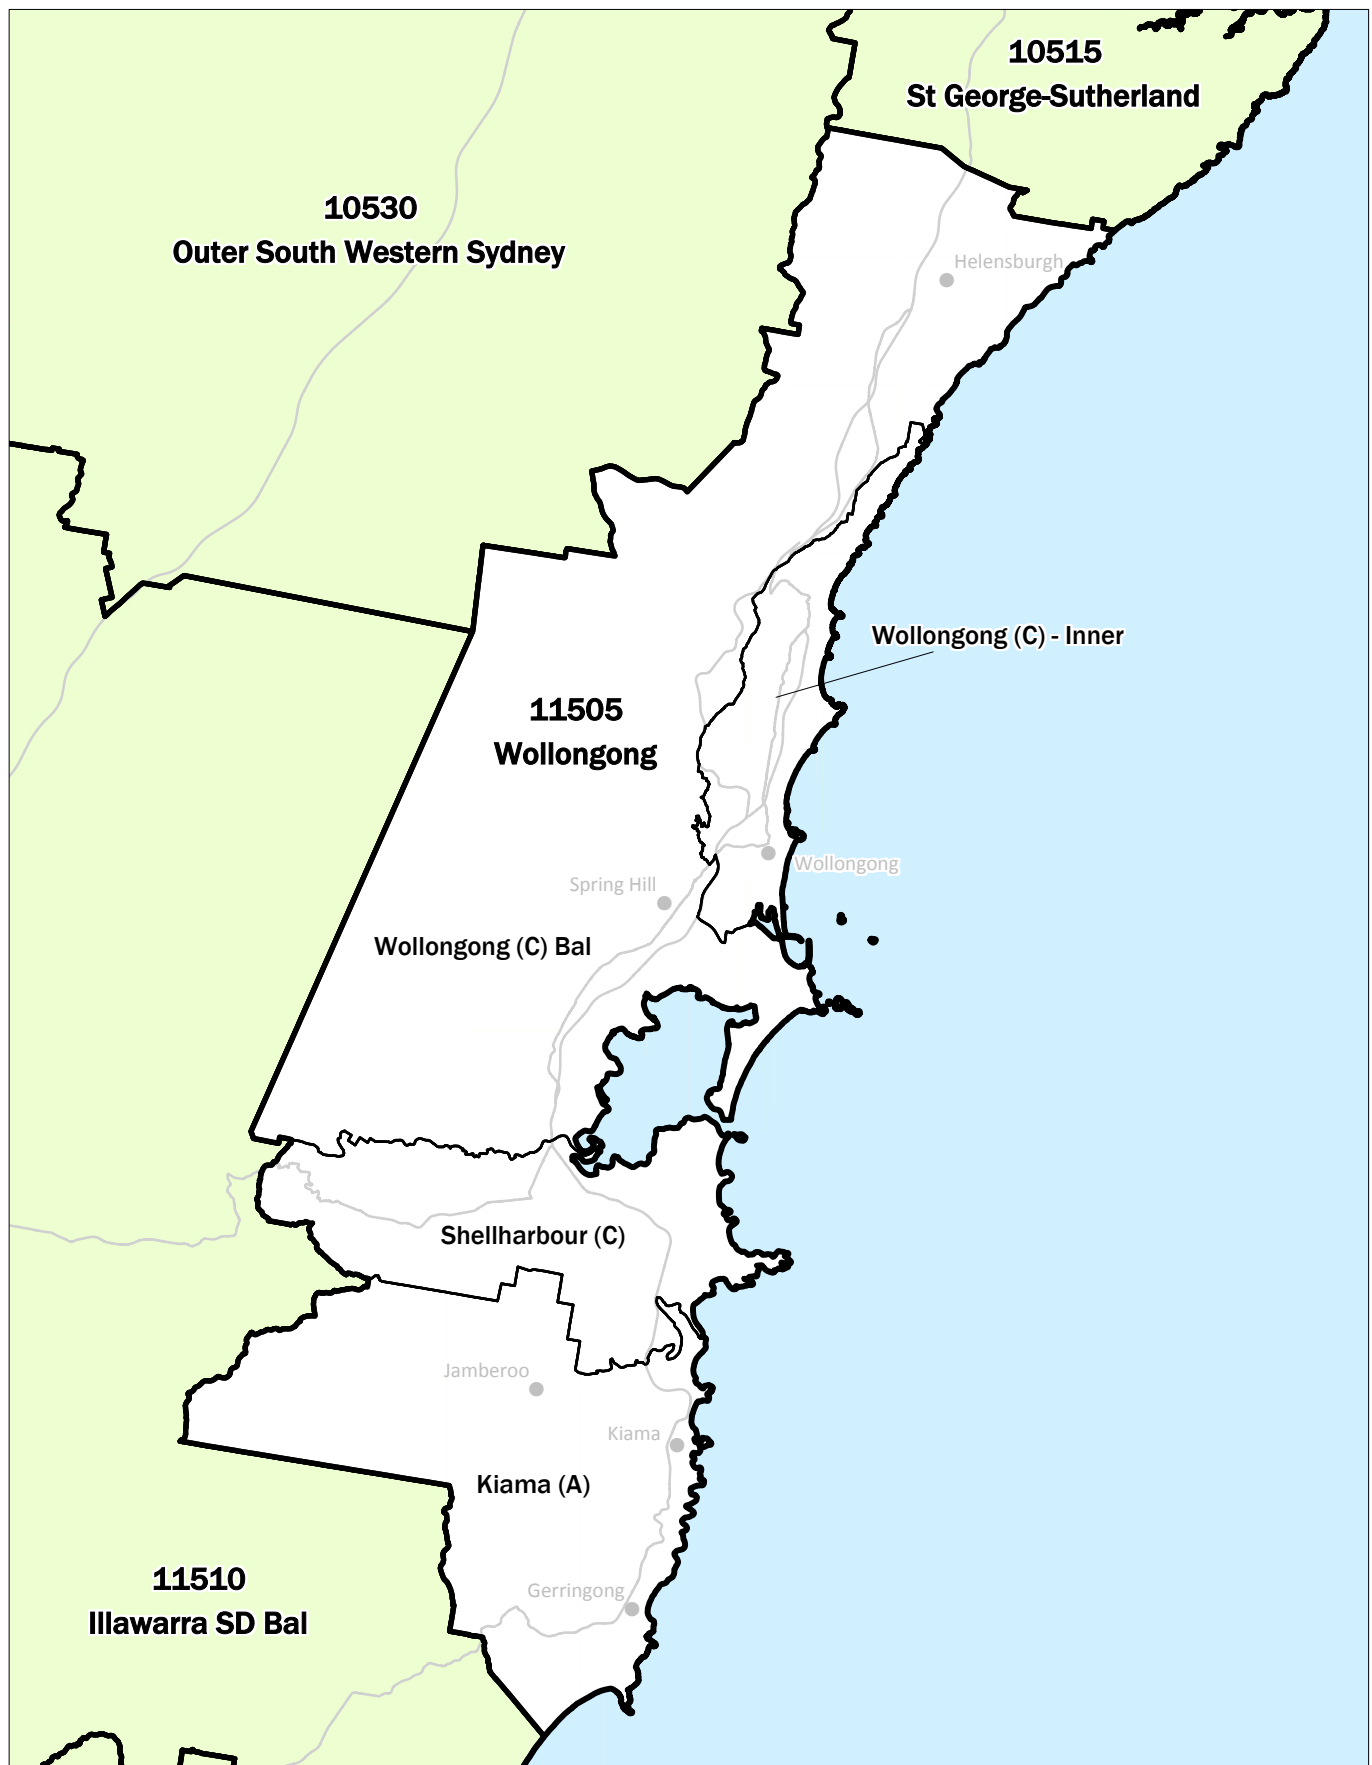 10515
St George-Sutherland
10530
Outer South Western Sydney
Helensburgh
Wollongong (C) - Inner
11505
Wollongong
Wollongong
Spring Hill
Wollongong (C) Bal
Shellharbour (C)
Jamberoo
Kiama
Kiama (A)
11510
Illawarra SD Bal
Gerringong